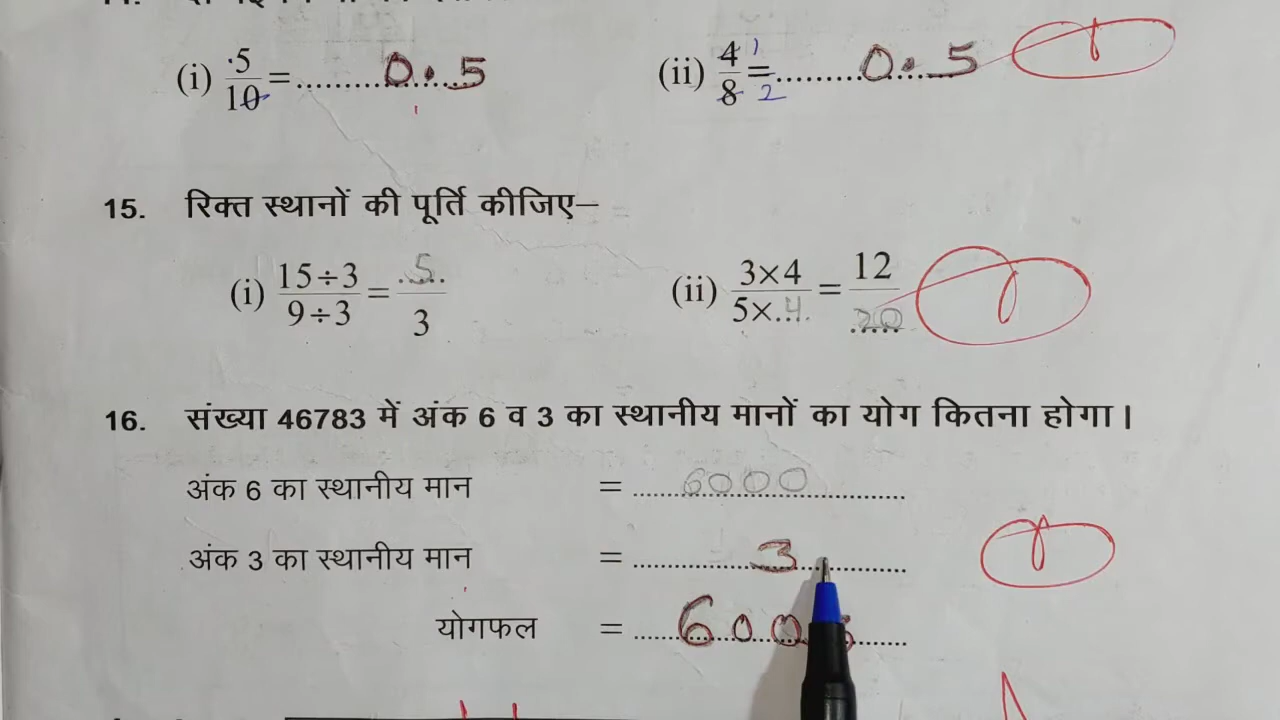 (i) 5/10 = ..........0.5 (ii) 4/8 1 2 = ..........0.5
15. रिक्त स्थानों की पूर्ति कीजिए–
(i) 15÷3/9÷3 = ..5../3 (ii) 3×4/5×...4. = 12/20
16. संख्या 46783 में अंक 6 व 3 का स्थानीय मानों का योग कितना होगा।
अंक 6 का स्थानीय मान = .....6000..........
अंक 3 का स्थानीय मान = ..........3..........
योगफल = .....6003.....